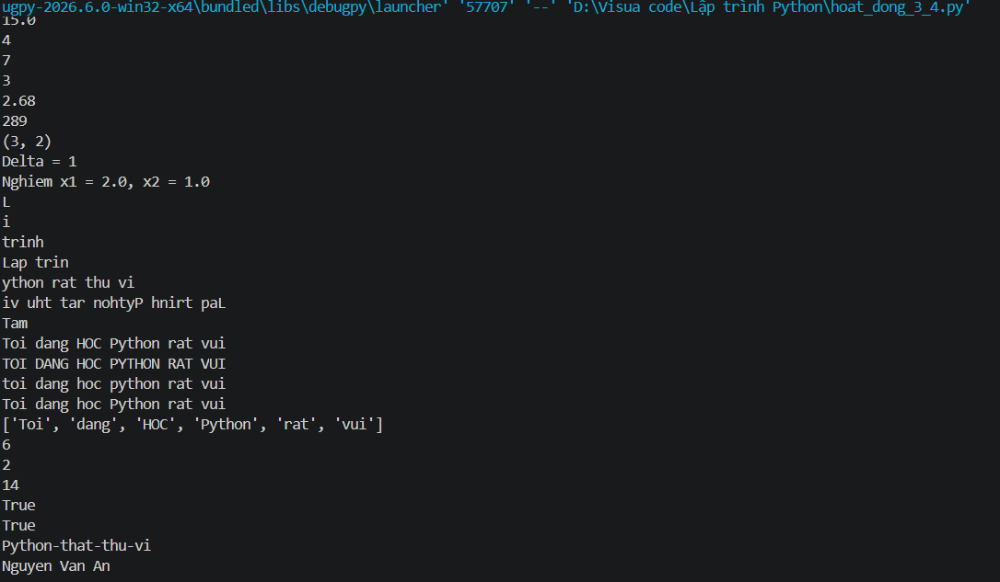 ugpy-2026.6.0-win32-x64\bundled\libs\debugpy\launcher' '57707' '--' 'D:\Visua code\Lập trình Python\hoat_dong_3_4.py'
15.0
4
7
3
2.68
289
(3, 2)
Delta = 1
Nghiem x1 = 2.0, x2 = 1.0
L
i
trinh
Lap trin
ython rat thu vi
iv uht tar nohtyP hnirt paL
Tam
Toi dang HOC Python rat vui
TOI DANG HOC PYTHON RAT VUI
toi dang hoc python rat vui
Toi dang hoc Python rat vui
['Toi', 'dang', 'HOC', 'Python', 'rat', 'vui']
6
2
14
True
True
Python-that-thu-vi
Nguyen Van An